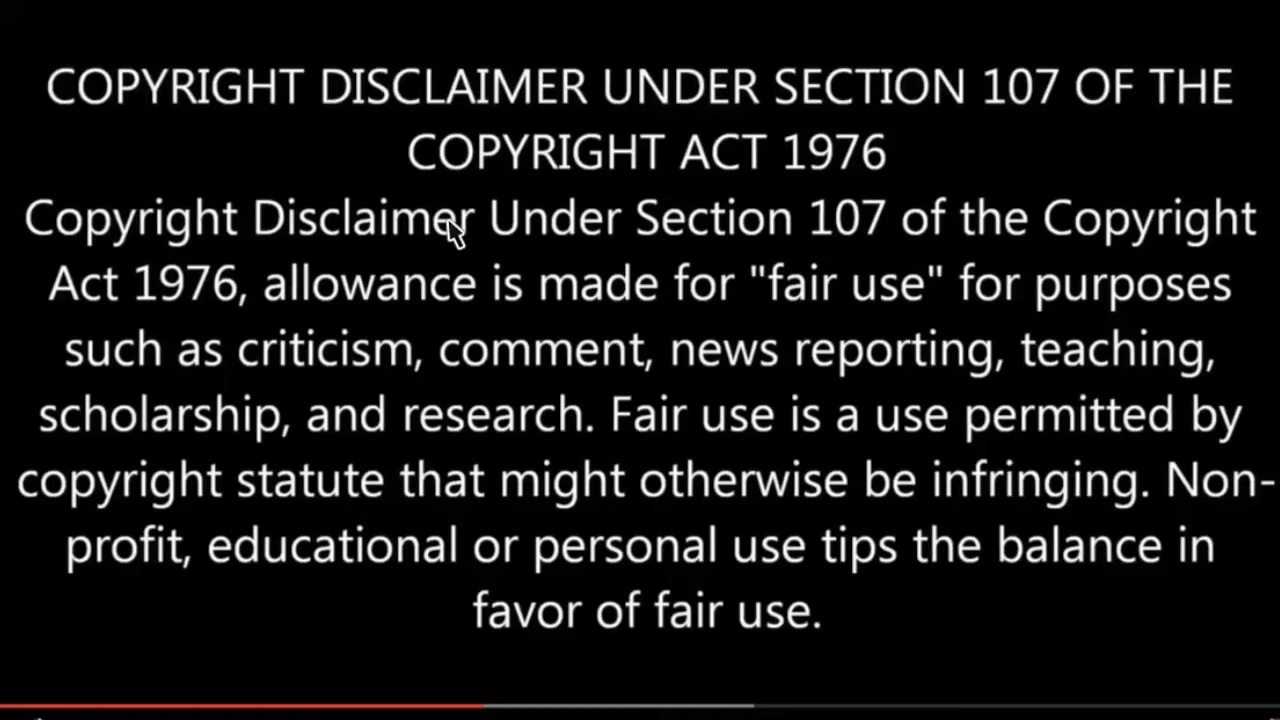 COPYRIGHT DISCLAIMER UNDER SECTION 107 OF THE
COPYRIGHT ACT 1976
Copyright Disclaimer Under Section 107 of the Copyright
Act 1976, allowance is made for "fair use" for purposes
such as criticism, comment, news reporting, teaching,
scholarship, and research. Fair use is a use permitted by
copyright statute that might otherwise be infringing. Non-
profit, educational or personal use tips the balance in
favor of fair use.